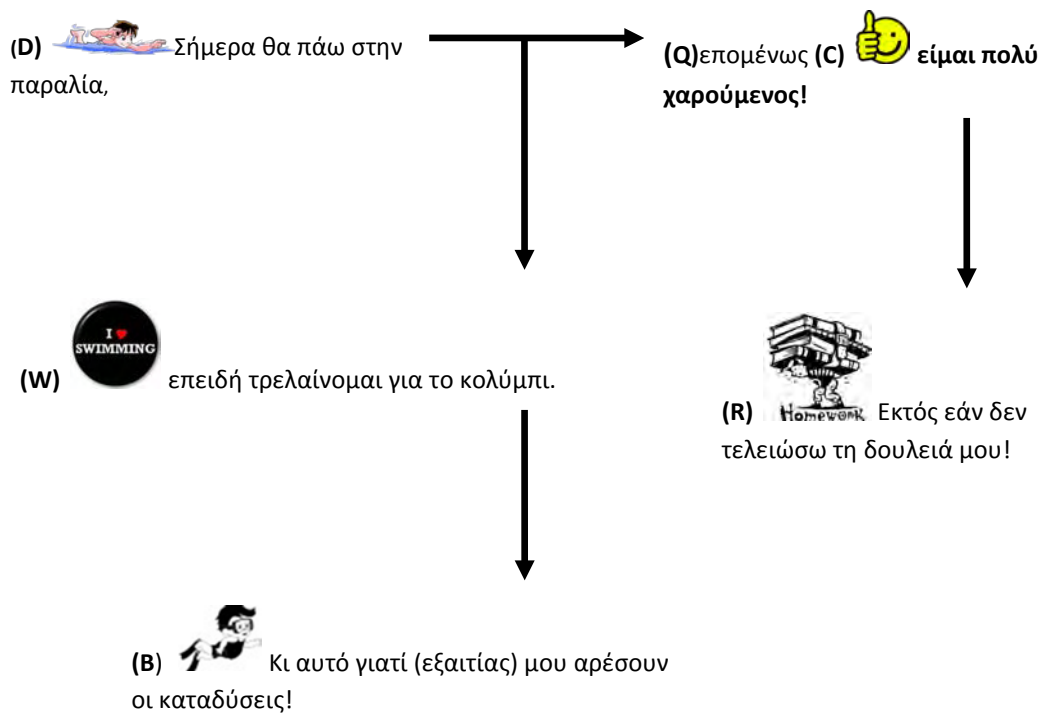 (D) Σήμερα θα πάω στην
παραλία,
(Q)επομένως (C) είμαι πολύ
χαρούμενος!
I ♥
SWIMMING
(W) επειδή τρελαίνομαι για το κολύμπι.
HOMEWORK
(R) Εκτός εάν δεν
τελειώσω τη δουλειά μου!
(B) Κι αυτό γιατί (εξαιτίας) μου αρέσουν
οι καταδύσεις!